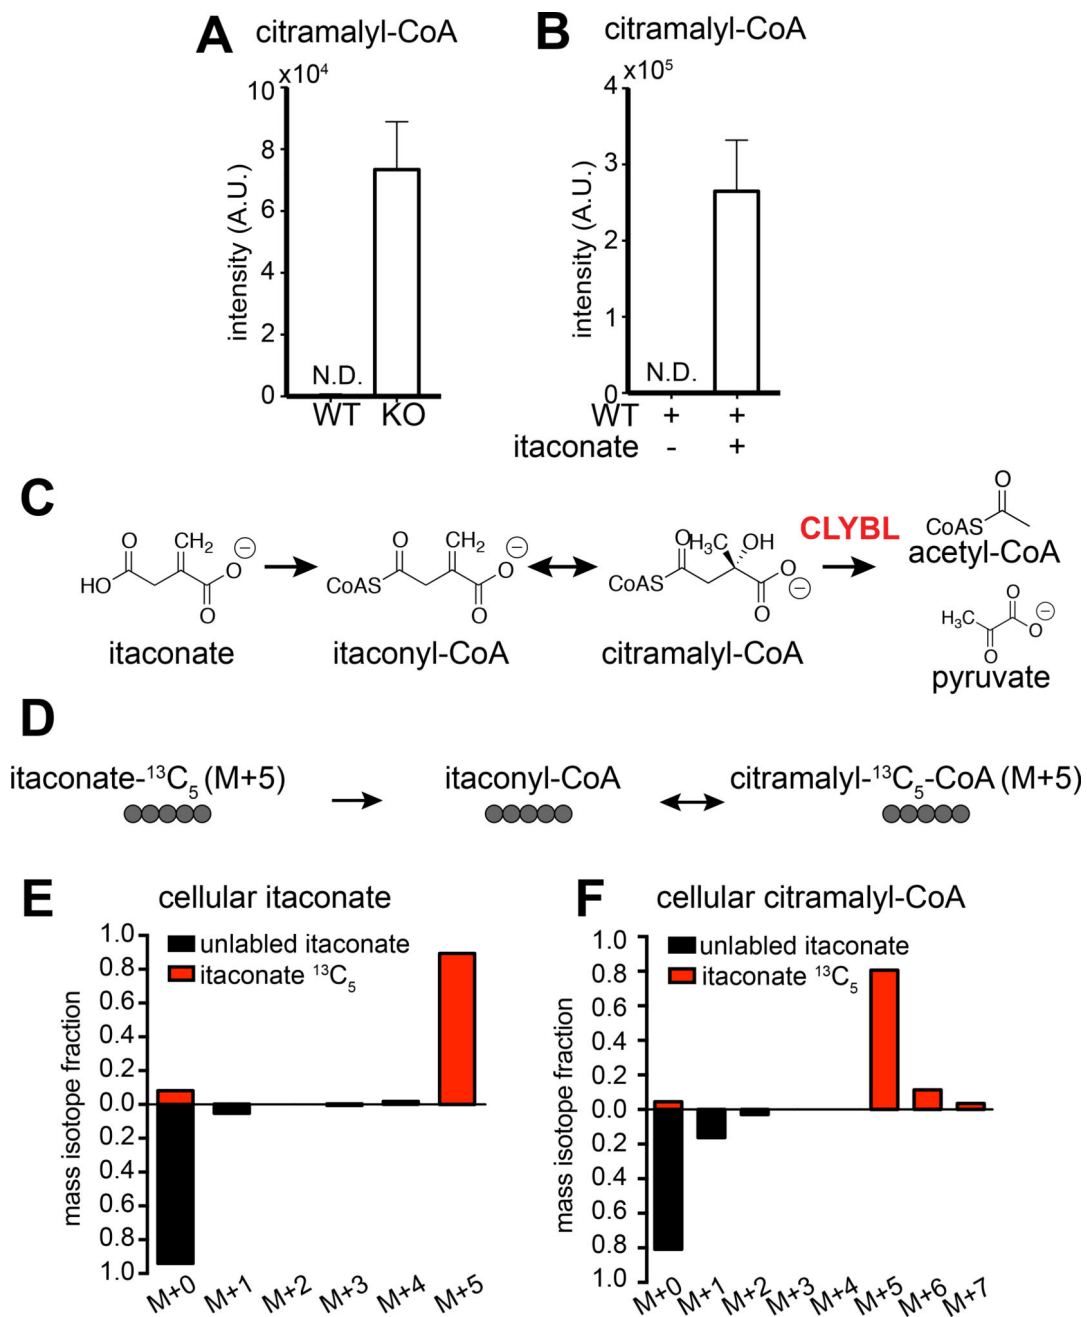 A citramalyl-CoA
x10⁴
10
8
6
4
2
0
intensity (A.U.)
N.D.
WT KO
B citramalyl-CoA
x10⁵
4
3
2
1
0
intensity (A.U.)
N.D.
WT + +
itaconate - +
C
O
HO
CH₂
O
−
O
itaconate
O
CoAS
CH₂
O
−
O
itaconyl-CoA
O
CoAS
H₃C OH
O
−
O
citramalyl-CoA
CLYBL
O
CoAS
acetyl-CoA
H₃C
O
O
O
−
pyruvate
D
itaconate-¹³C₅ (M+5)
itaconyl-CoA
citramalyl-¹³C₅-CoA (M+5)
E cellular itaconate
unlabled itaconate
itaconate ¹³C₅
mass isotope fraction
1.0
0.8
0.6
0.4
0.2
0.0
0.2
0.4
0.6
0.8
1.0
M+0 M+1 M+2 M+3 M+4 M+5
F cellular citramalyl-CoA
unlabled itaconate
itaconate ¹³C₅
mass isotope fraction
1.0
0.8
0.6
0.4
0.2
0.0
0.2
0.4
0.6
0.8
1.0
M+0 M+1 M+2 M+3 M+4 M+5 M+6 M+7